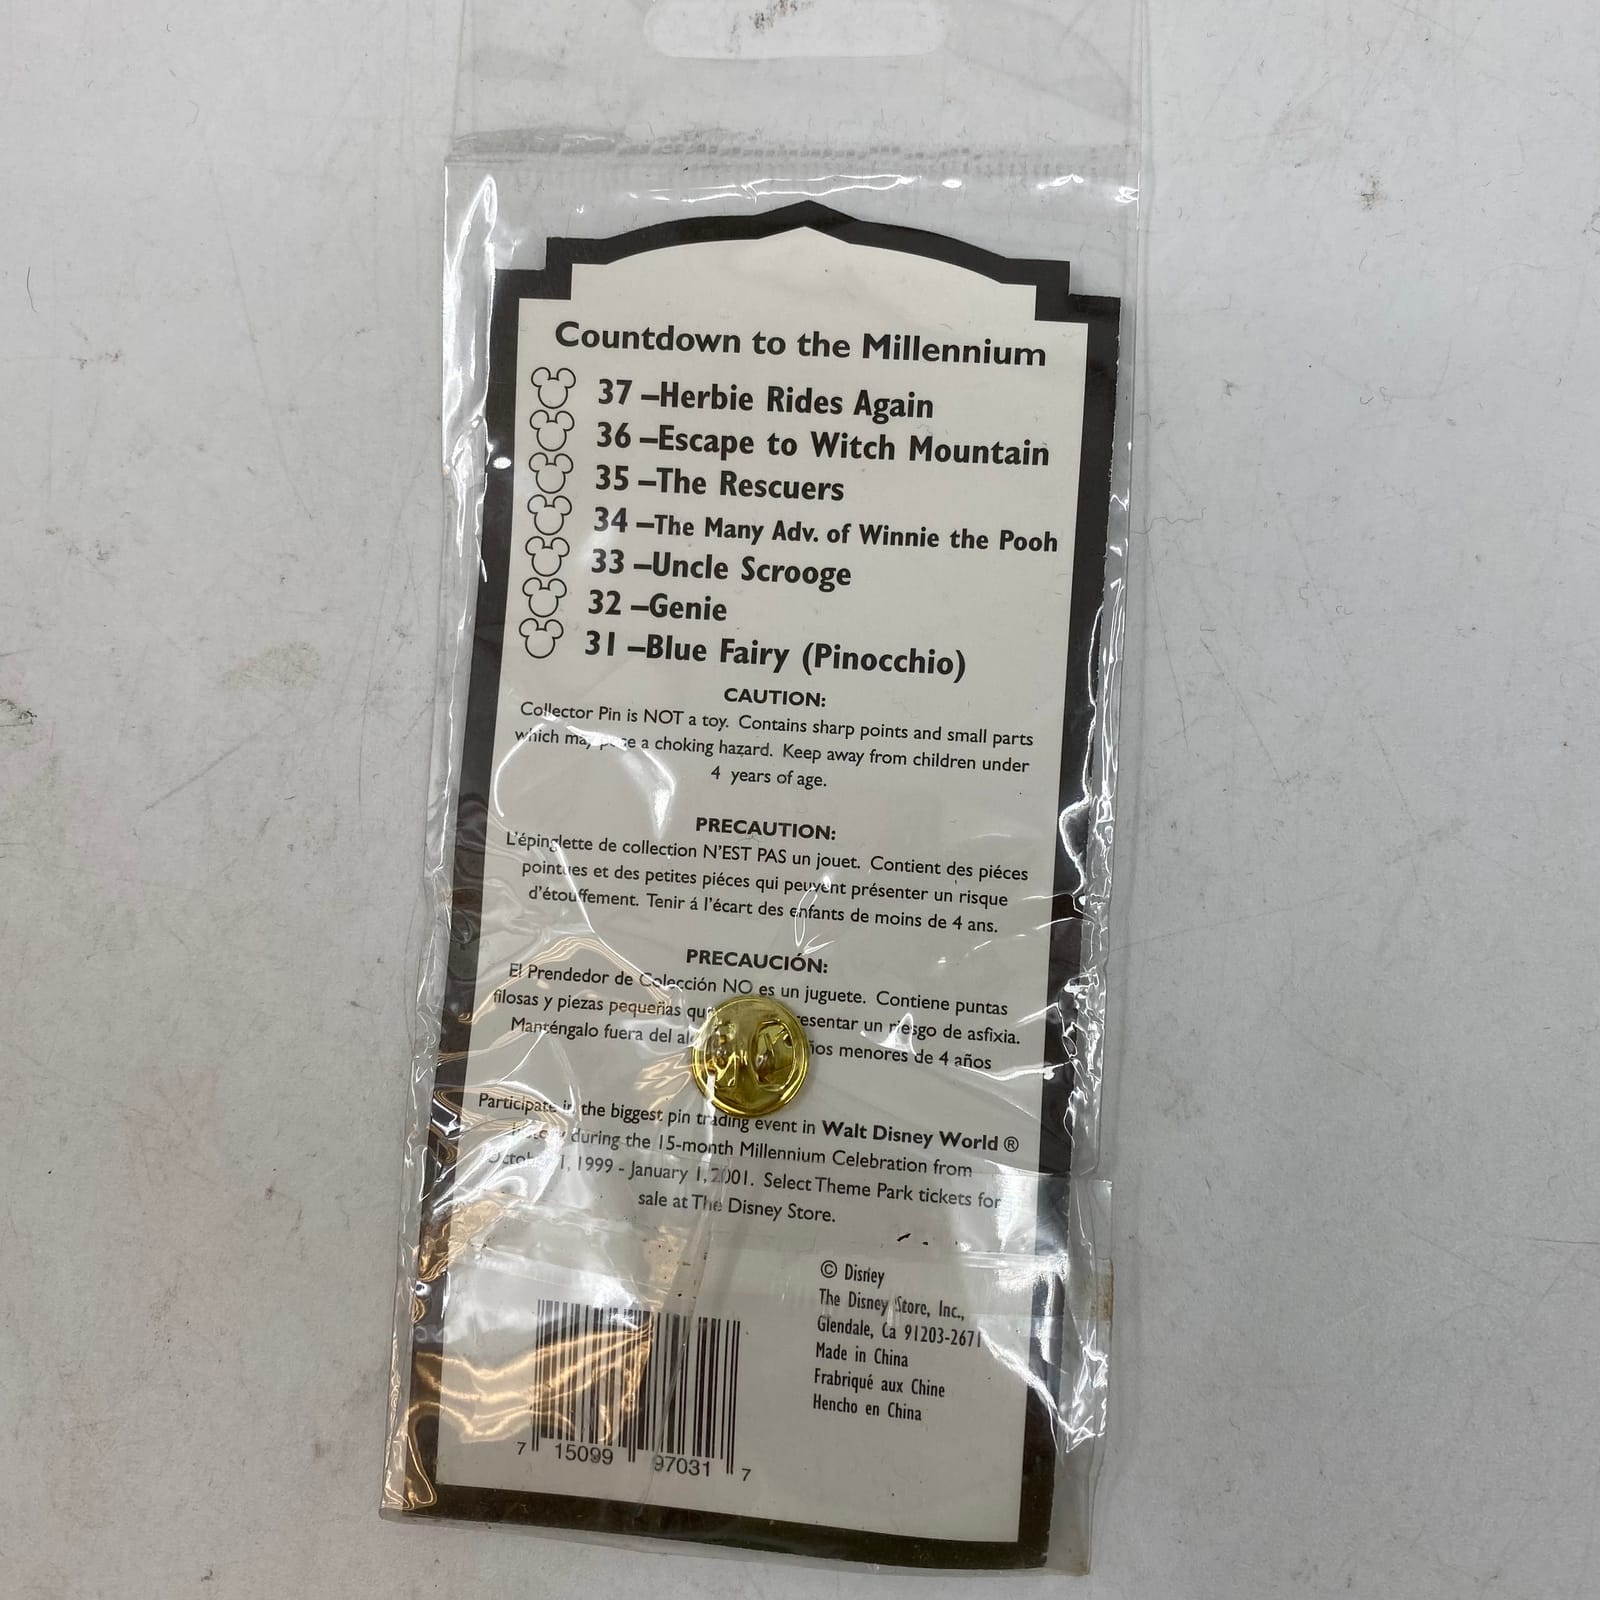 Countdown to the Millennium
37 –Herbie Rides Again
36 –Escape to Witch Mountain
35 –The Rescuers
34 –The Many Adv. of Winnie the Pooh
33 –Uncle Scrooge
32 –Genie
31 –Blue Fairy (Pinocchio)
CAUTION:
Collector Pin is NOT a toy. Contains sharp points and small parts
which may pose a choking hazard. Keep away from children under
4 years of age.
PRECAUTION:
L'épinglette de collection N'EST PAS un jouet. Contient des piéces
pointues et des petites piéces qui peuvent présenter un risque
d'étouffement. Tenir á l'écart des enfants de moins de 4 ans.
PRECAUCIÓN:
El Prendedor de Colección NO es un juguete. Contiene puntas
filosas y piezas pequeñas un riesgo de asfixia.
Manténgalo fuera del menores de 4 años
Participate in the biggest pin trading event in Walt Disney World ®
during the 15-month Millennium Celebration from
October 1, 1999 - January 1, 2001. Select Theme Park tickets for
sale at The Disney Store.
© Disney
The Disney Store, Inc.,
Glendale, Ca 91203-2671
Made in China
Frabriqué aux Chine
Hencho en China
7 15099 97031 7